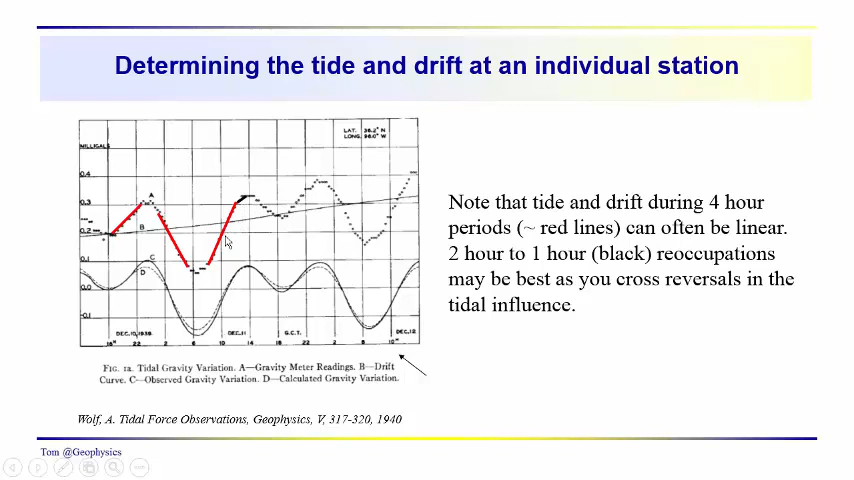 Determining the tide and drift at an individual station
LAT. 36.2° N
LONG. 96.0° W
MILLIGALS
0.4
0.3
0.2
0.1
0.0
-0.1
A
B
C
D
DEC. 10, 1939 DEC. 11 G.C.T. DEC. 12
18ᴴ 22 2 6 10 14 18 22 2 6 10ᴴ
FIG. 1a. Tidal Gravity Variation. A—Gravity Meter Readings. B—Drift
Curve. C—Observed Gravity Variation. D—Calculated Gravity Variation.
Note that tide and drift during 4 hour
periods (~ red lines) can often be linear.
2 hour to 1 hour (black) reoccupations
may be best as you cross reversals in the
tidal influence.
Wolf, A. Tidal Force Observations, Geophysics, V, 317-320, 1940
Tom @Geophysics